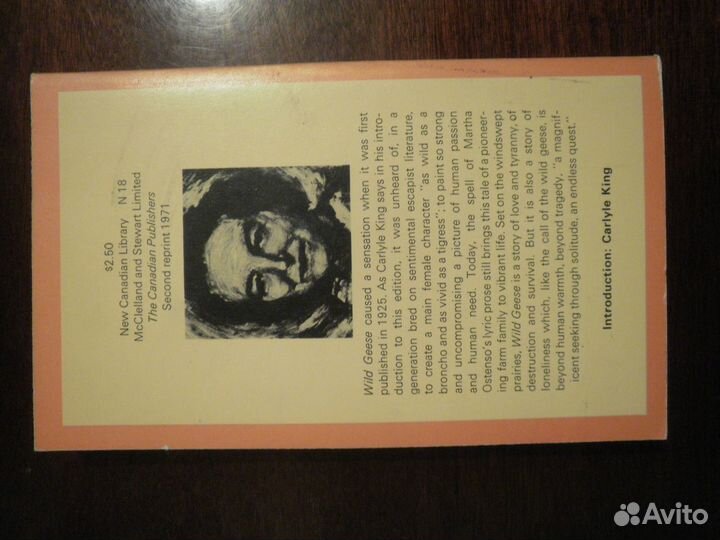 $2.50
New Canadian Library N 18
McClelland and Stewart Limited
The Canadian Publishers
Second reprint 1971
Wild Geese caused a sensation when it was first
published in 1925. As Carlyle King says in his intro-
duction to this edition, it was unheard of, in a
generation bred on sentimental escapist literature,
to create a main female character "as wild as a
broncho and as vivid as a tigress"; to paint so strong
and uncompromising a picture of human passion
and human need. Today, the spell of Martha
Ostenso's lyric prose still brings this tale of a pioneer-
ing farm family to vibrant life. Set on the windswept
prairies, Wild Geese is a story of love and tyranny, of
destruction and survival. But it is also a story of
loneliness which, like the call of the wild geese, is
beyond human warmth, beyond tragedy, "a magnif-
icent seeking through solitude, an endless quest."
Introduction: Carlyle King
Avito